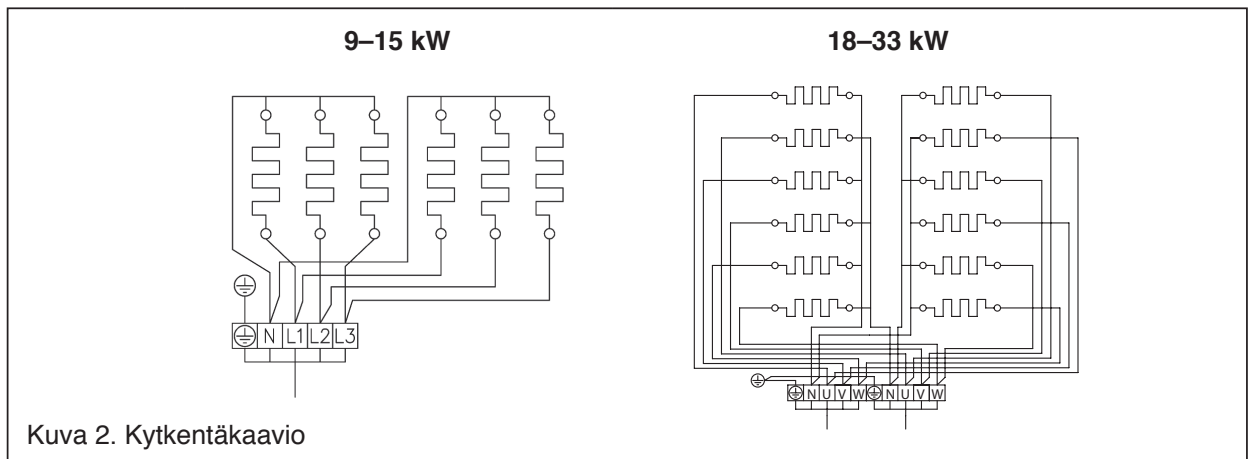 9–15 kW
18–33 kW
N L1 L2 L3
N U V W N U V W
Kuva 2. Kytkentäkaavio